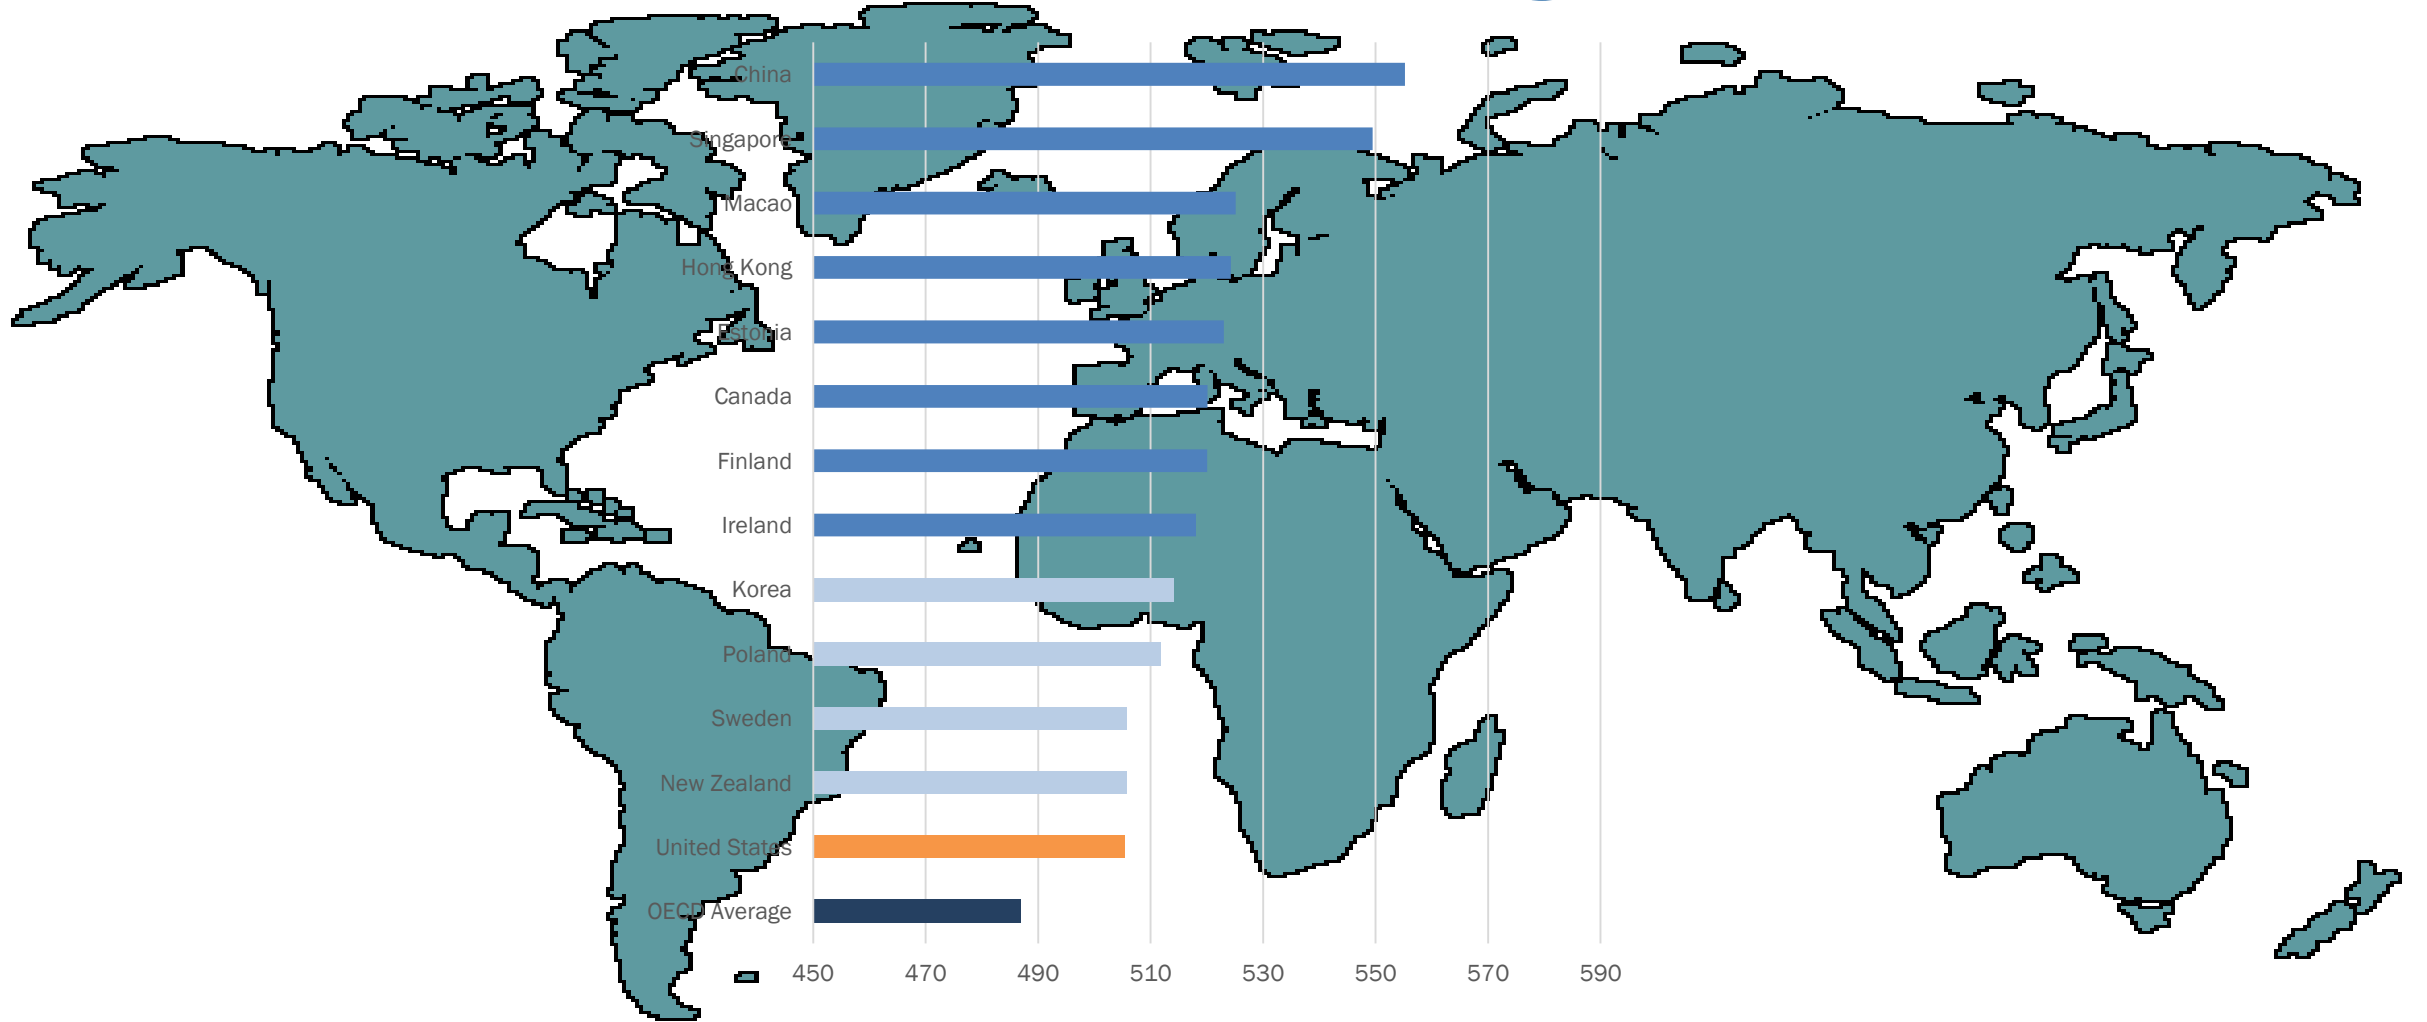 China
Singapore
Macao
Hong Kong
Estonia
Canada
Finland
Ireland
Korea
Poland
Sweden
New Zealand
United States
OECD Average
450 470 490 510 530 550 570 590